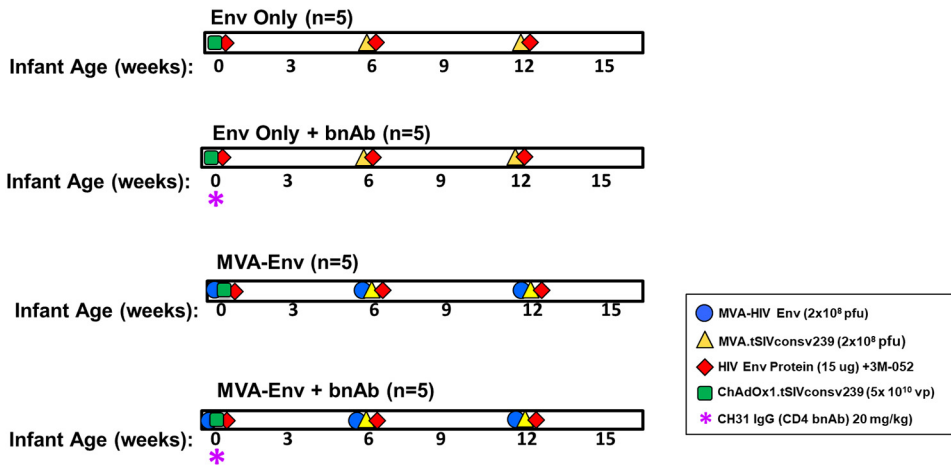 Env Only (n=5)
Infant Age (weeks): 0 3 6 9 12 15
Env Only + bnAb (n=5)
Infant Age (weeks): 0 3 6 9 12 15
*
MVA-Env (n=5)
Infant Age (weeks): 0 3 6 9 12 15
MVA-Env + bnAb (n=5)
Infant Age (weeks): 0 3 6 9 12 15
*
MVA-HIV Env (2x10⁸ pfu)
MVA.tSIVconsv239 (2x10⁸ pfu)
HIV Env Protein (15 ug) +3M-052
ChAdOx1.tSIVconsv239 (5x 10¹⁰ vp)
* CH31 IgG (CD4 bnAb) 20 mg/kg)